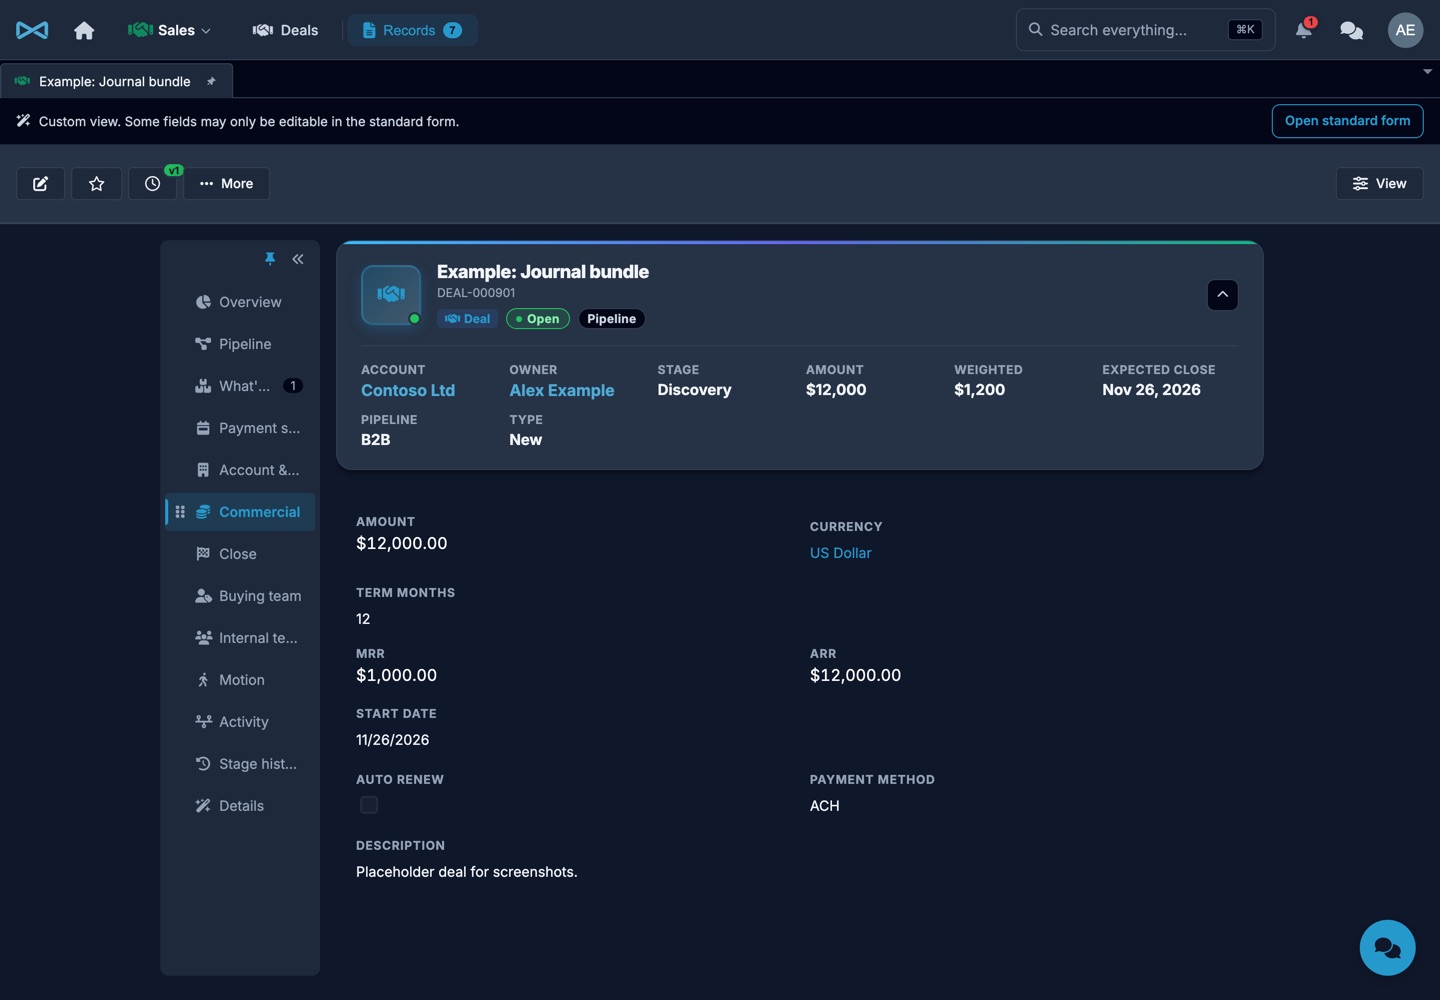 Sales
Deals
Records 7
Search everything... ⌘K
1
AE
Example: Journal bundle
Custom view. Some fields may only be editable in the standard form.
Open standard form
v1
More
View
Overview
Pipeline
What'... 1
Payment s...
Account &...
Commercial
Close
Buying team
Internal te...
Motion
Activity
Stage hist...
Details
Example: Journal bundle
DEAL-000901
Deal Open Pipeline
ACCOUNT OWNER STAGE AMOUNT WEIGHTED EXPECTED CLOSE
Contoso Ltd Alex Example Discovery $12,000 $1,200 Nov 26, 2026
PIPELINE TYPE
B2B New
AMOUNT
$12,000.00
CURRENCY
US Dollar
TERM MONTHS
12
MRR ARR
$1,000.00 $12,000.00
START DATE
11/26/2026
AUTO RENEW PAYMENT METHOD
ACH
DESCRIPTION
Placeholder deal for screenshots.